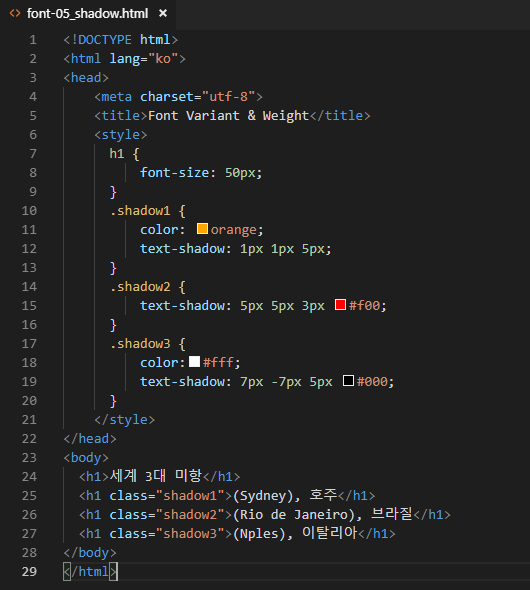 font-05_shadow.html
1 <!DOCTYPE html>
2 <html lang="ko">
3 <head>
4     <meta charset="utf-8">
5     <title>Font Variant & Weight</title>
6     <style>
7       h1 {
8           font-size: 50px;
9       }
10       .shadow1 {
11           color: orange;
12           text-shadow: 1px 1px 5px;
13       }
14       .shadow2 {
15           text-shadow: 5px 5px 3px #f00;
16       }
17       .shadow3 {
18           color:#fff;
19           text-shadow: 7px -7px 5px #000;
20       }
21     </style>
22 </head>
23 <body>
24   <h1>세계 3대 미항</h1>
25   <h1 class="shadow1">(Sydney), 호주</h1>
26   <h1 class="shadow2">(Rio de Janeiro), 브라질</h1>
27   <h1 class="shadow3">(Nples), 이탈리아</h1>
28 </body>
29 </html>